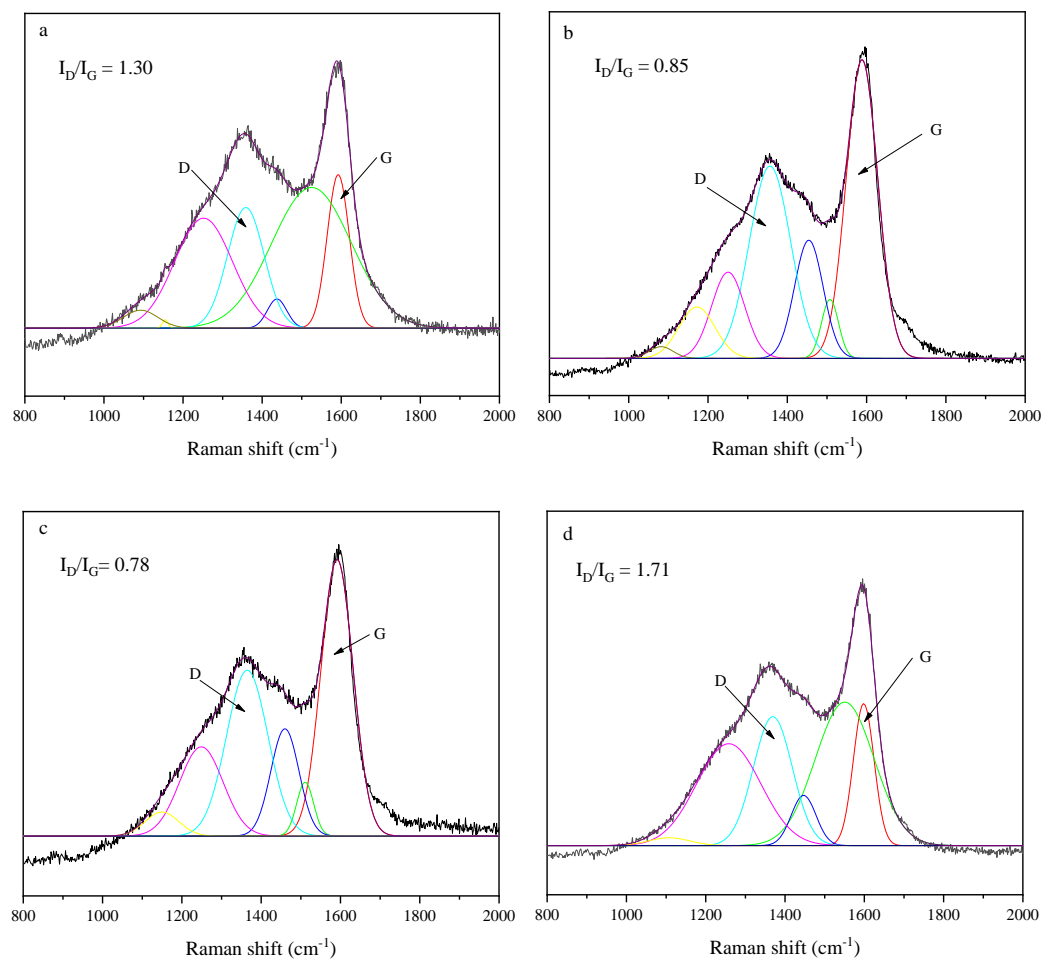 a
I_D/I_G = 1.30
D
G
800 1000 1200 1400 1600 1800 2000
Raman shift (cm⁻¹)
b
I_D/I_G = 0.85
D
G
800 1000 1200 1400 1600 1800 2000
Raman shift (cm⁻¹)
c
I_D/I_G= 0.78
D
G
800 1000 1200 1400 1600 1800 2000
Raman shift (cm⁻¹)
d
I_D/I_G = 1.71
D
G
800 1000 1200 1400 1600 1800 2000
Raman shift (cm⁻¹)